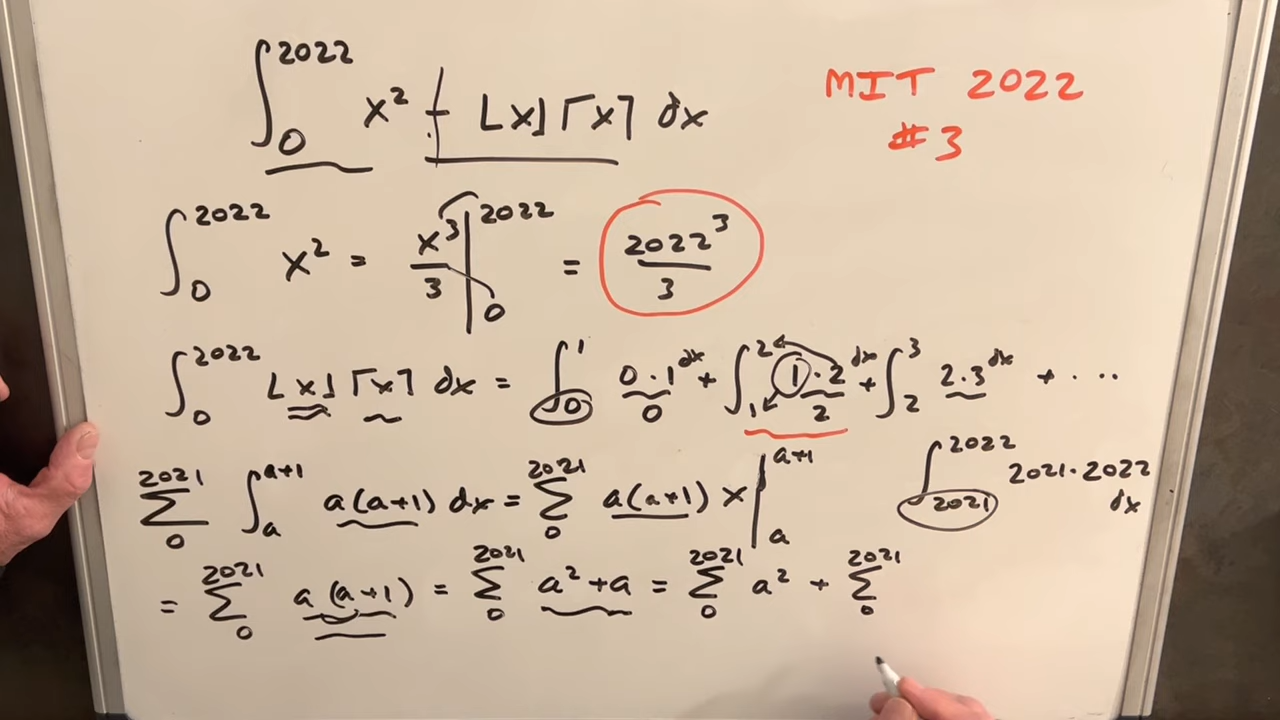 ∫₀²⁰²² x² - ⌊x⌋⌈x⌉ dx
MIT 2022
#3
∫₀²⁰²² x² = x³/3 |₀²⁰²² = 2022³/3
∫₀²⁰²² ⌊x⌋⌈x⌉ dx = ∫₀¹ 0·1 dx + ∫₁² 1·2 dx + ∫₂³ 2·3 dx + ...
0 2
∫₂₀₂₁²⁰²² 2021·2022 dx
∑₀²⁰²¹ ∫ₐᵃ⁺¹ a(a+1) dx = ∑₀²⁰²¹ a(a+1) x |ₐᵃ⁺¹
= ∑₀²⁰²¹ a(a+1) = ∑₀²⁰²¹ a²+a = ∑₀²⁰²¹ a² + ∑₀²⁰²¹